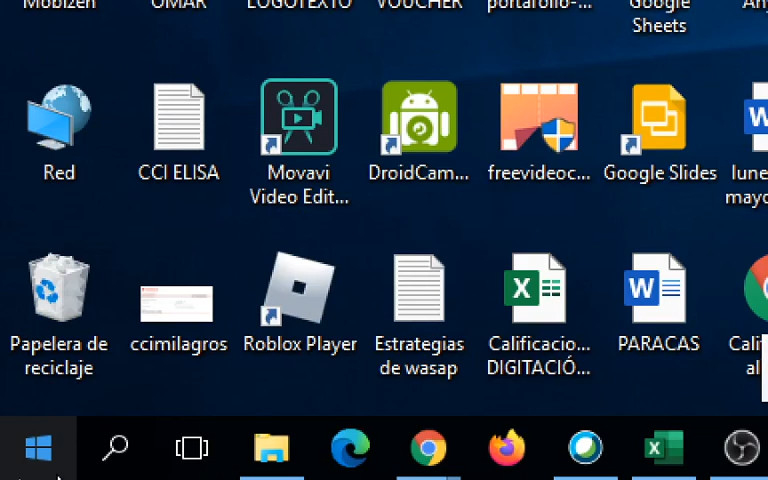 Mobizen OMAR LOGOTEXTO VOUCHER portafolio-... Google Sheets
Red
CCI ELISA
Movavi
Video Edit...
DroidCam...
freevideoc...
Google Slides
Papelera de
reciclaje
ccimilagros
Roblox Player
Estrategias
de wasap
Calificacio...
DIGITACIÓ...
PARACAS